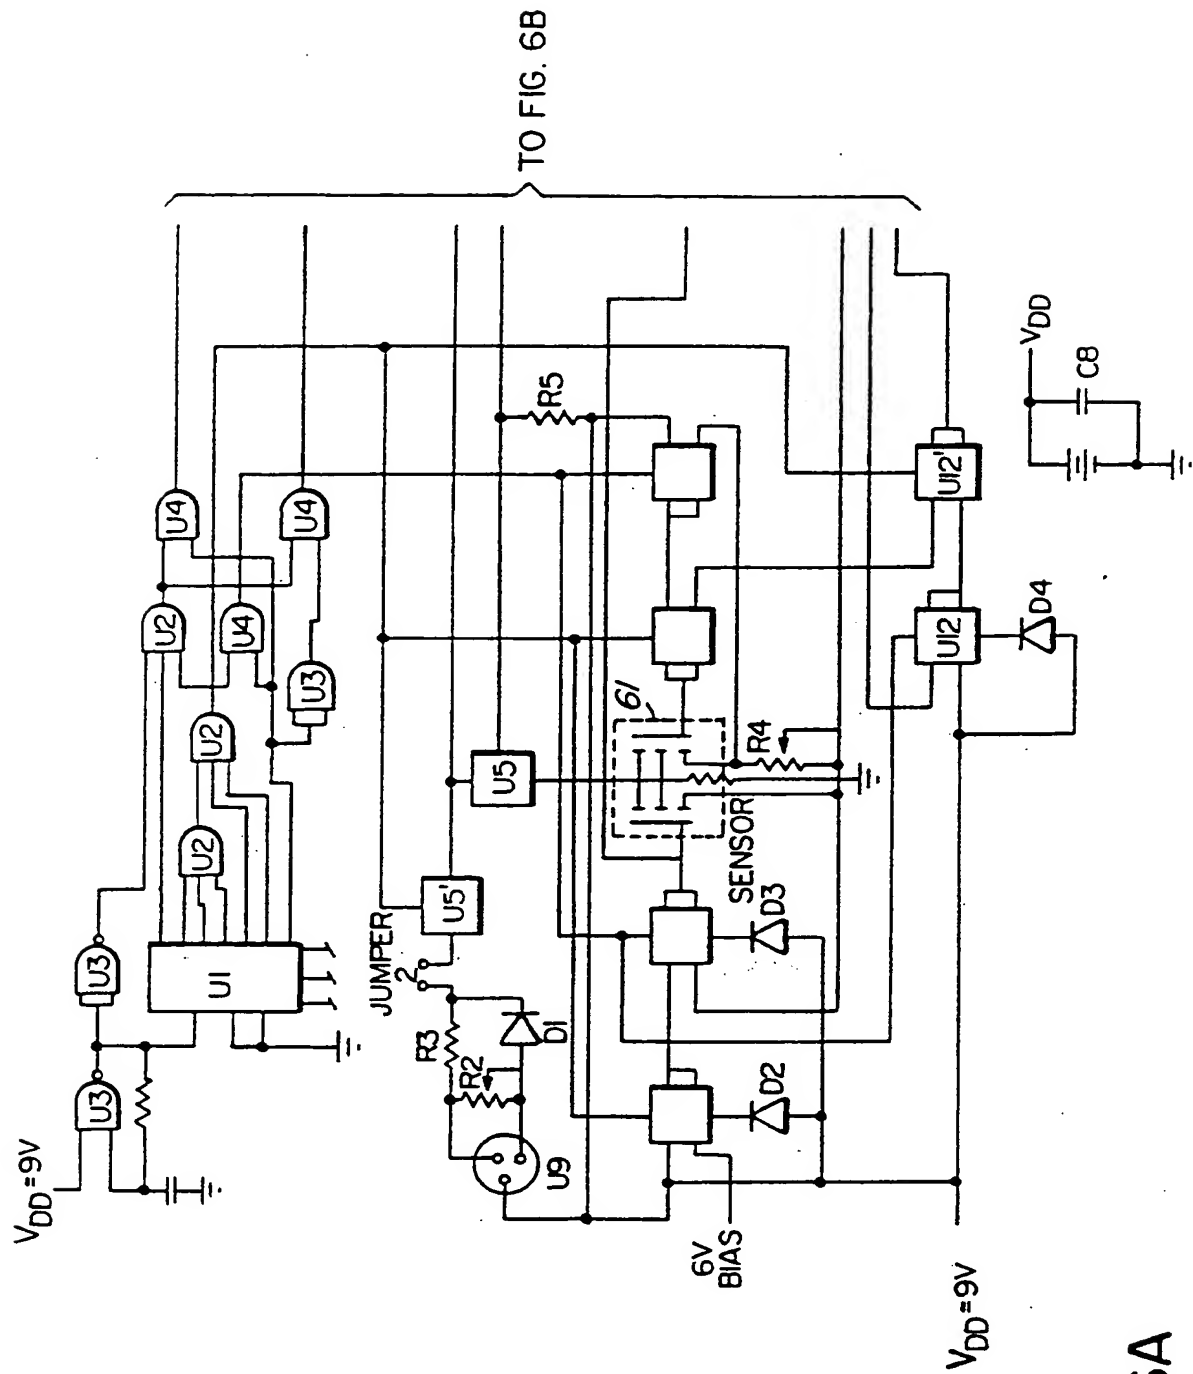 VDD=9V
U3
U3
U1
U2
U2
U2
U4
U4
U3
U4
TO FIG. 6B
JUMPER
2
U5'
U5
R3
R2
D1
U9
R5
61
SENSOR
R4
6V
BIAS
D2
D3
VDD=9V
U12
U12'
D4
VDD
C8
6A